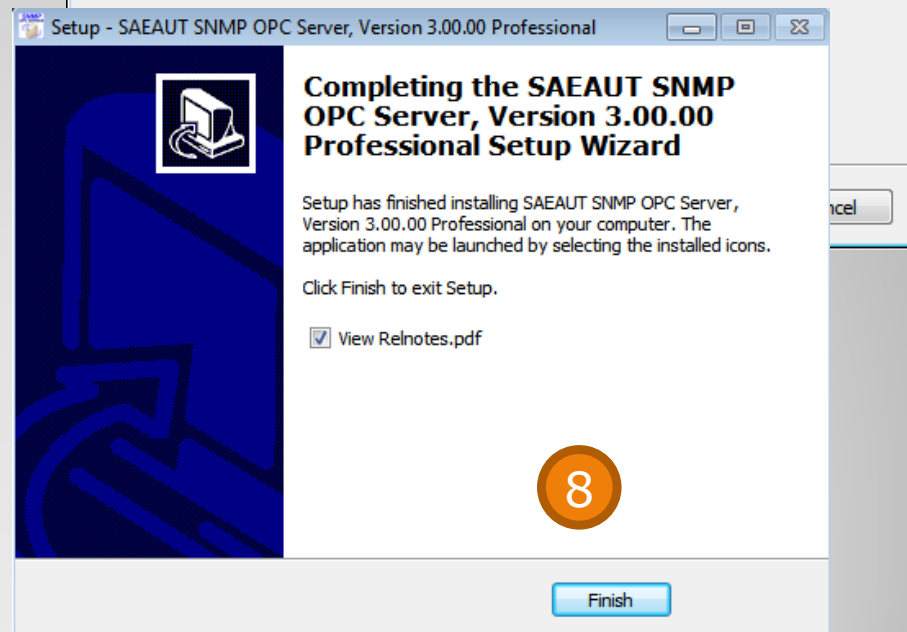 Setup - SAEAUT SNMP OPC Server, Version 3.00.00 Professional
Completing the SAEAUT SNMP
OPC Server, Version 3.00.00
Professional Setup Wizard
Setup has finished installing SAEAUT SNMP OPC Server,
Version 3.00.00 Professional on your computer. The
application may be launched by selecting the installed icons.
ncel
Click Finish to exit Setup.
View Relnotes.pdf
8
Finish